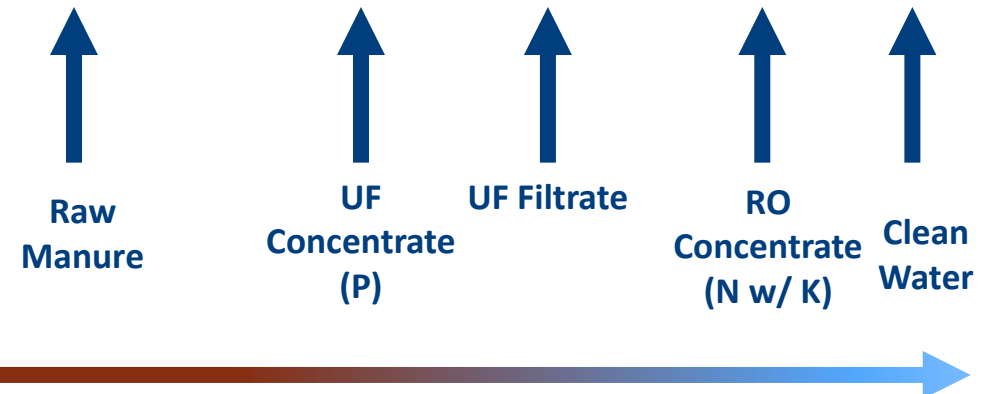 Raw
Manure
UF
Concentrate
(P)
UF Filtrate
RO
Concentrate
(N w/ K)
Clean
Water